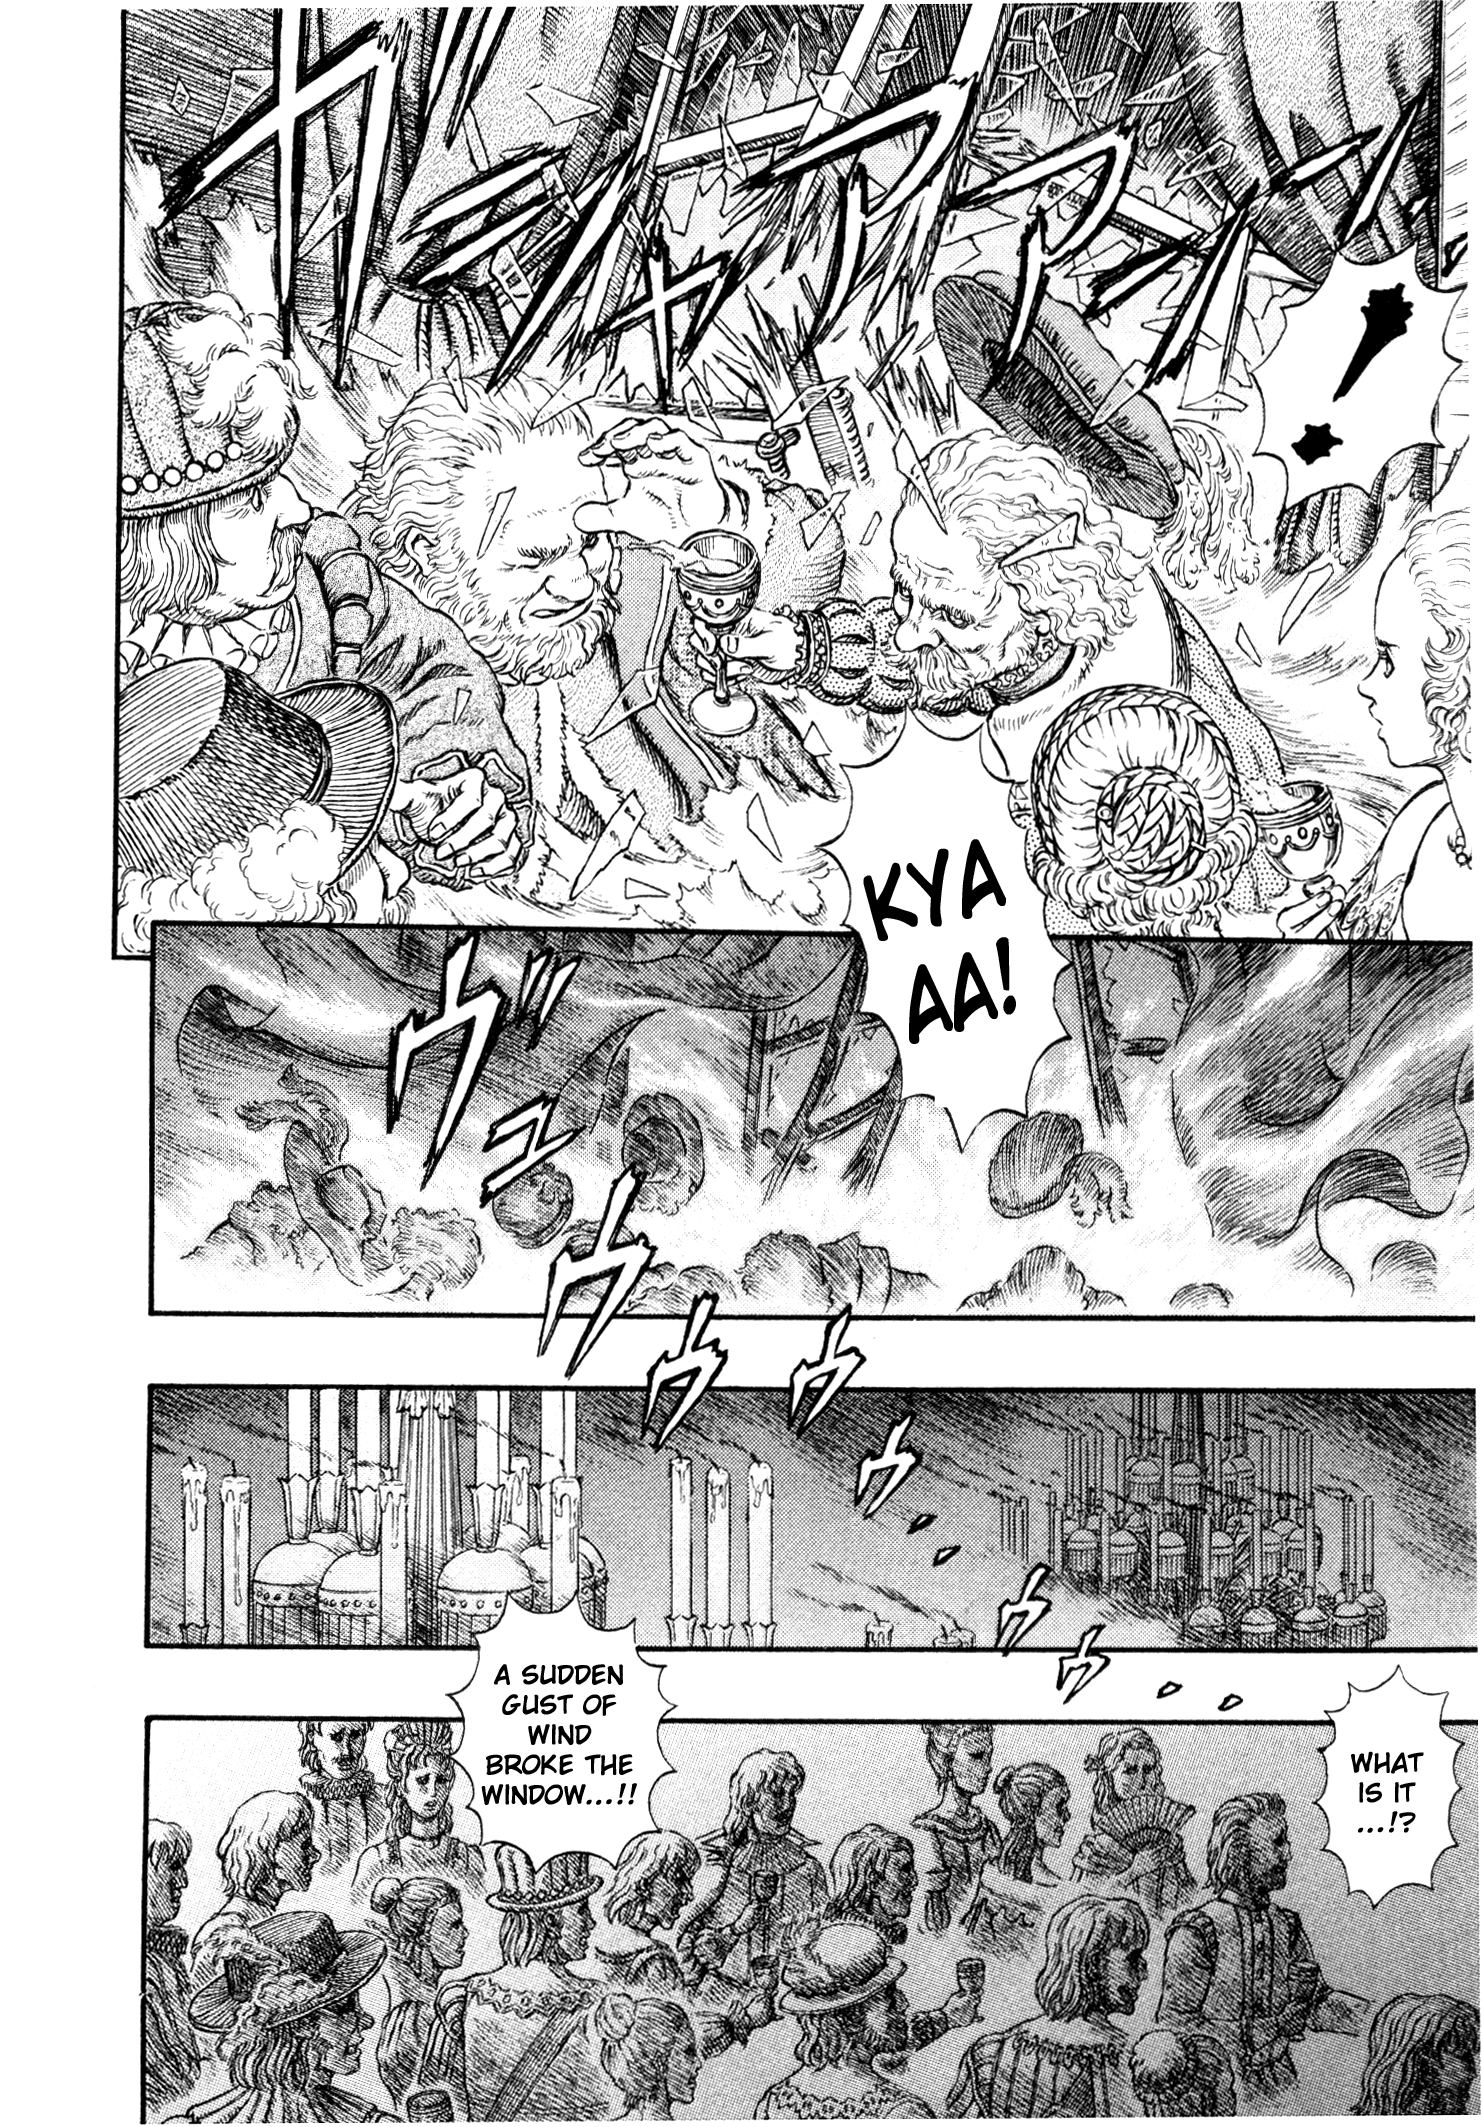 ガシャアアン
!
KYA
AA!
ヴュウウウウウウ
WHAT
IS IT
...!?
A SUDDEN
GUST OF
WIND
BROKE THE
WINDOW...!!